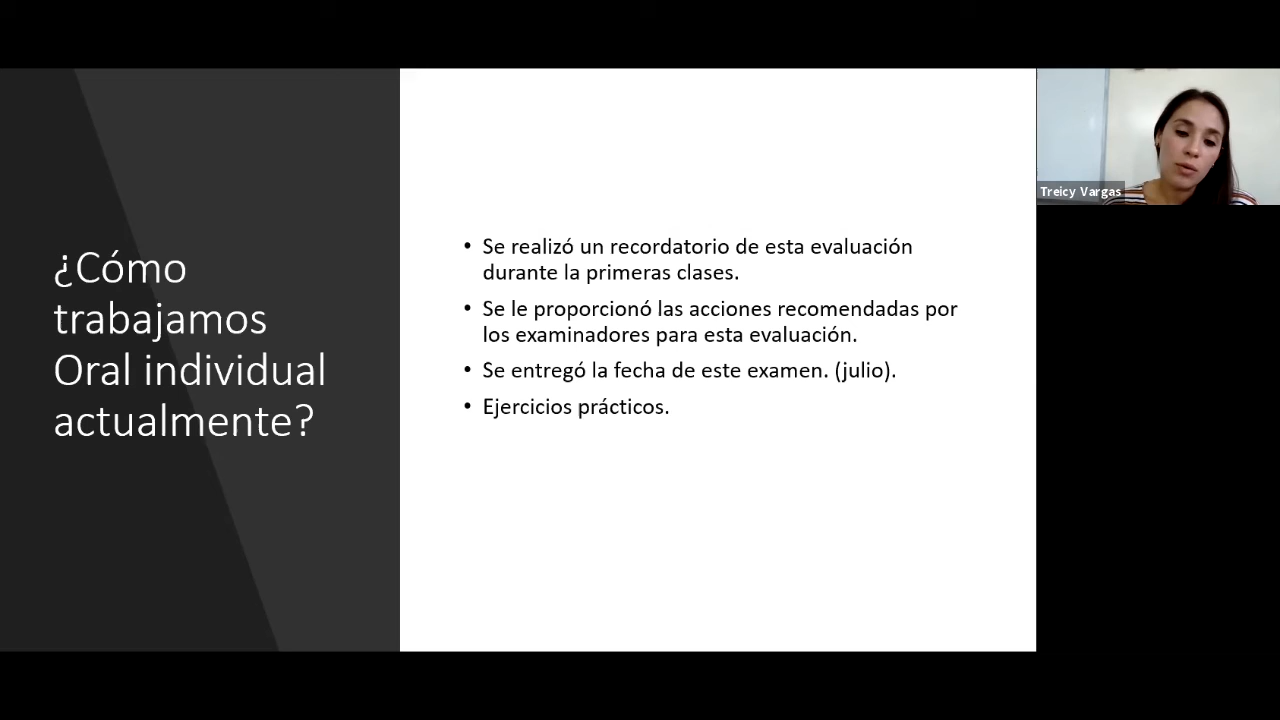 ¿Cómo
trabajamos
Oral individual
actualmente?
• Se realizó un recordatorio de esta evaluación
durante la primeras clases.
• Se le proporcionó las acciones recomendadas por
los examinadores para esta evaluación.
• Se entregó la fecha de este examen. (julio).
• Ejercicios prácticos.
Treicy Vargas